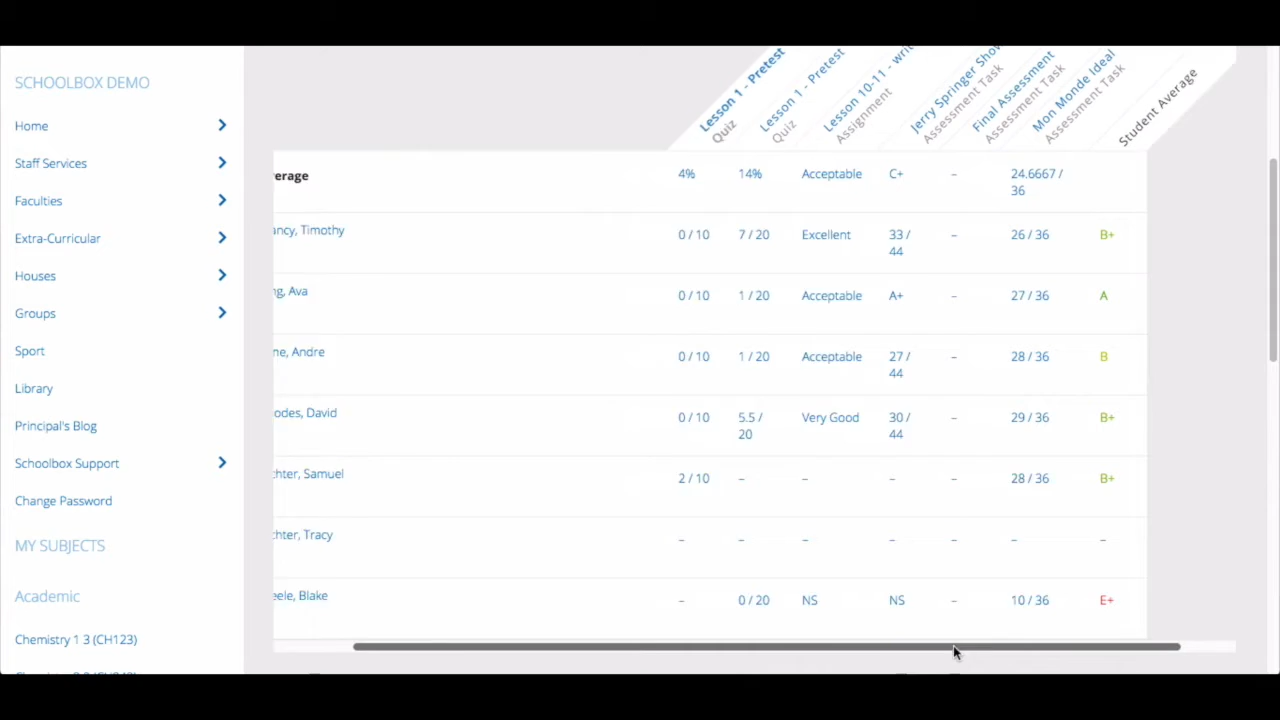 SCHOOLBOX DEMO
Home
Staff Services
Faculties
Extra-Curricular
Houses
Groups
Sport
Library
Principal's Blog
Schoolbox Support
Change Password
MY SUBJECTS
Academic
Chemistry 1 3 (CH123)
Lesson 1 - Pretest
Quiz
Lesson 1 - Pretest
Quiz
Lesson 10-11 -
Assignment
Jerry Springer
Assessment Task
Final Assessment
Assessment Task
Mon Monde Ideal
Assessment Task
Student Average
erage 4% 14% Acceptable C+ – 24.6667 /
36
ancy, Timothy 0 / 10 7 / 20 Excellent 33 / – 26 / 36 B+
44
Ava 0 / 10 1 / 20 Acceptable A+ – 27 / 36 A
ne, Andre 0 / 10 1 / 20 Acceptable 27 / – 28 / 36 B
44
odes, David 0 / 10 5.5 / Very Good 30 / – 29 / 36 B+
20 44
chter, Samuel 2 / 10 – – – – 28 / 36 B+
chter, Tracy – – – – – – –
eele, Blake – 0 / 20 NS NS – 10 / 36 E+